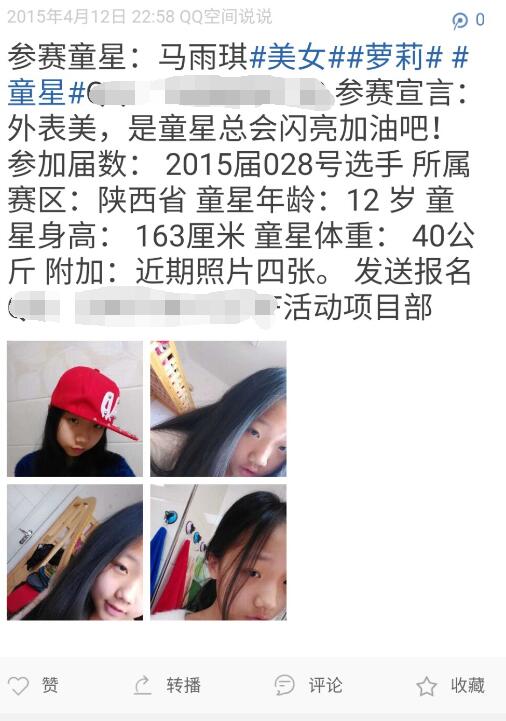 2015年4月12日 22:58 QQ空间说说
0
参赛童星：马雨琪#美女##萝莉# #
童星#参赛宣言：
外表美，是童星总会闪亮加油吧！
参加届数： 2015届028号选手 所属
赛区：陕西省 童星年龄：12 岁 童
星身高： 163厘米 童星体重： 40公
斤 附加：近期照片四张。 发送报名
活动项目部
赞
转播
评论
收藏